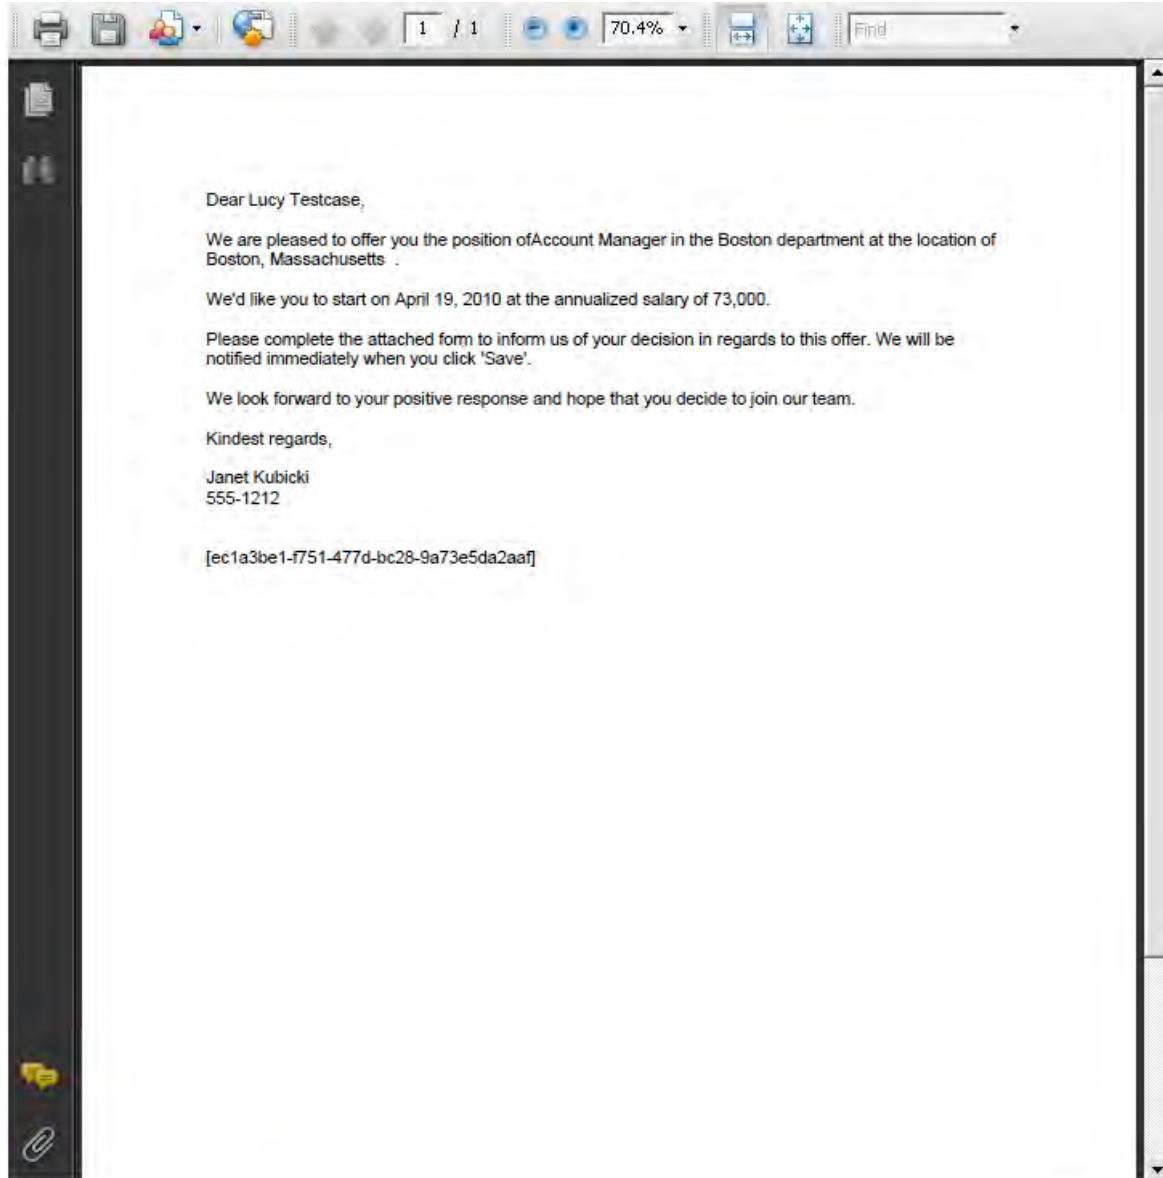 1 / 1 70.4% Find
Dear Lucy Testcase,
We are pleased to offer you the position ofAccount Manager in the Boston department at the location of
Boston, Massachusetts .
We'd like you to start on April 19, 2010 at the annualized salary of 73,000.
Please complete the attached form to inform us of your decision in regards to this offer. We will be
notified immediately when you click 'Save'.
We look forward to your positive response and hope that you decide to join our team.
Kindest regards,
Janet Kubicki
555-1212
[ec1a3be1-f751-477d-bc28-9a73e5da2aaf]